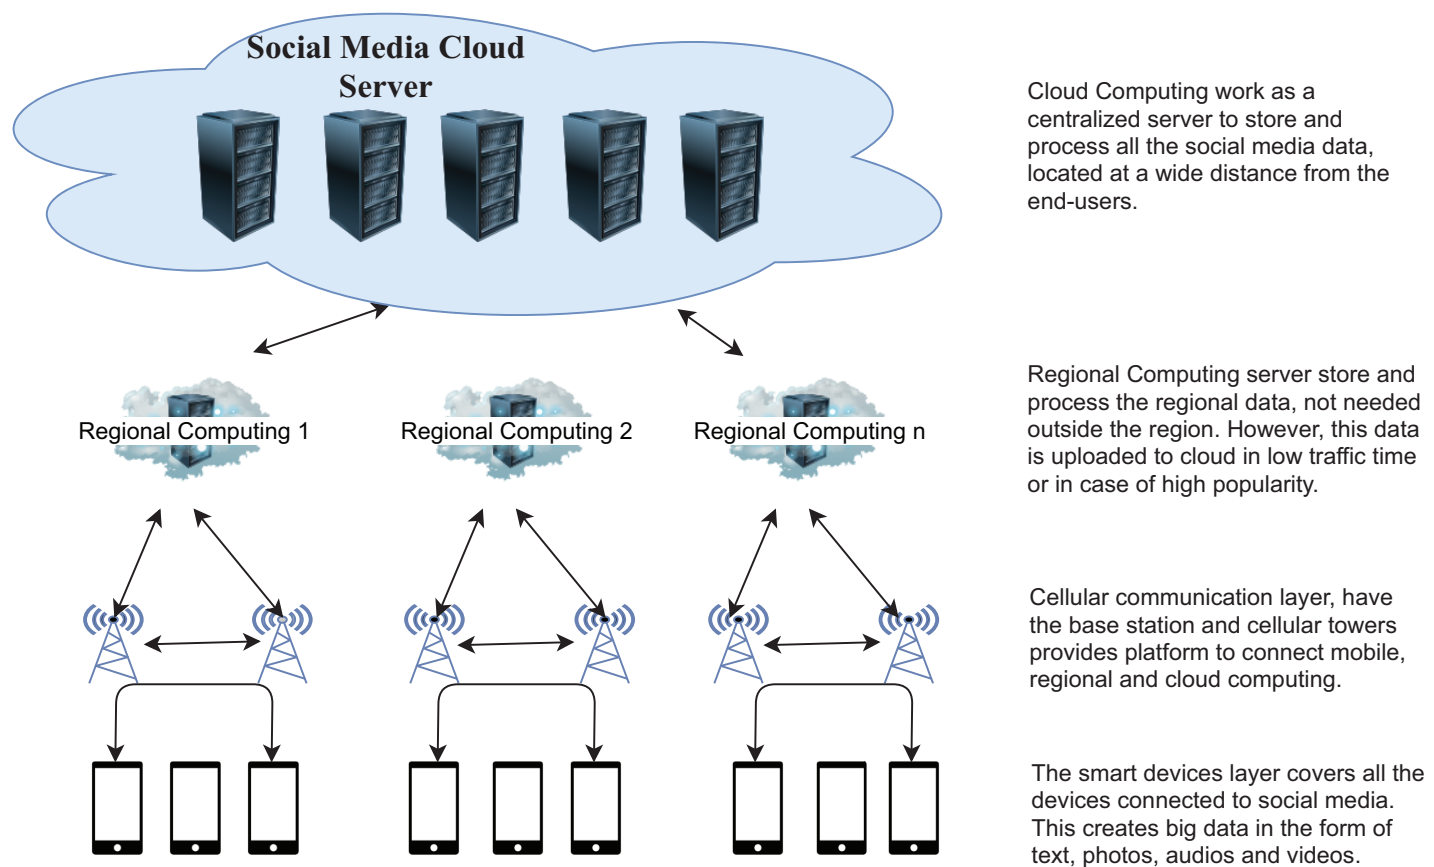 Social Media Cloud
Server
Cloud Computing work as a
centralized server to store and
process all the social media data,
located at a wide distance from the
end-users.
Regional Computing 1
Regional Computing 2
Regional Computing n
Regional Computing server store and
process the regional data, not needed
outside the region. However, this data
is uploaded to cloud in low traffic time
or in case of high popularity.
Cellular communication layer, have
the base station and cellular towers
provides platform to connect mobile,
regional and cloud computing.
The smart devices layer covers all the
devices connected to social media.
This creates big data in the form of
text, photos, audios and videos.